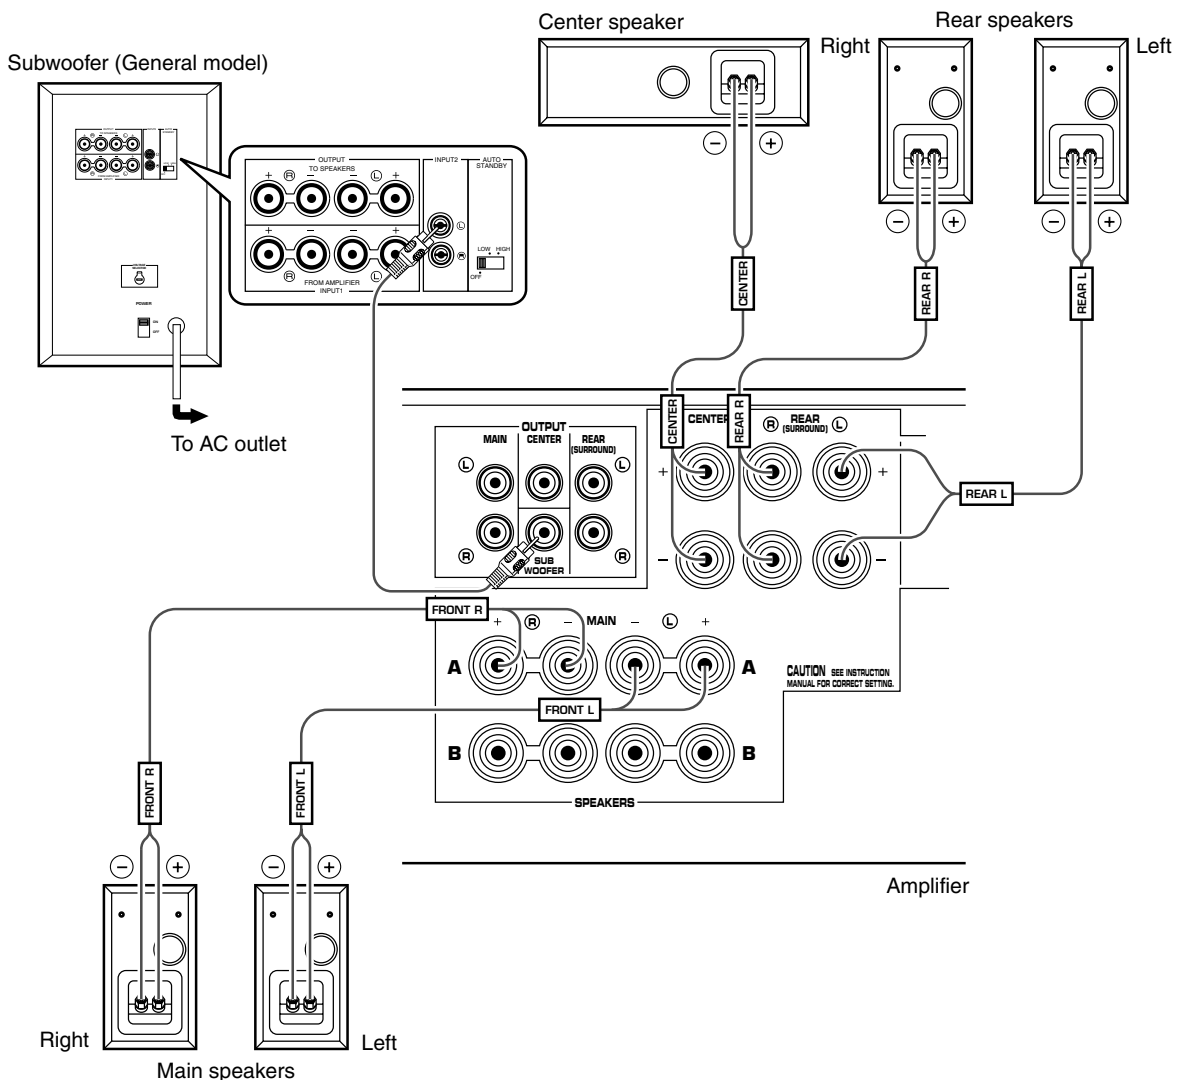 Center speaker
Rear speakers
Right
Left
Subwoofer (General model)
OUTPUT
TO SPEAKERS
+ R − − L +
+ − − +
R L
FROM AMPLIFIER
INPUT1
INPUT2
L
R
AUTO
STANDBY
LOW HIGH
OFF
POWER
ON
OFF
To AC outlet
− +
− +
− +
CENTER
REAR R
REAR L
CENTER
REAR R
OUTPUT
MAIN CENTER REAR
(SURROUND)
L L
R R
SUB
WOOFER
CENTER
R REAR L
(SURROUND)
+ +
− −
REAR L
FRONT R
+ R − MAIN − L +
A A
FRONT L
B B
SPEAKERS
CAUTION SEE INSTRUCTION
MANUAL FOR CORRECT SETTING.
FRONT R
FRONT L
− +
− +
Amplifier
Right
Left
Main speakers